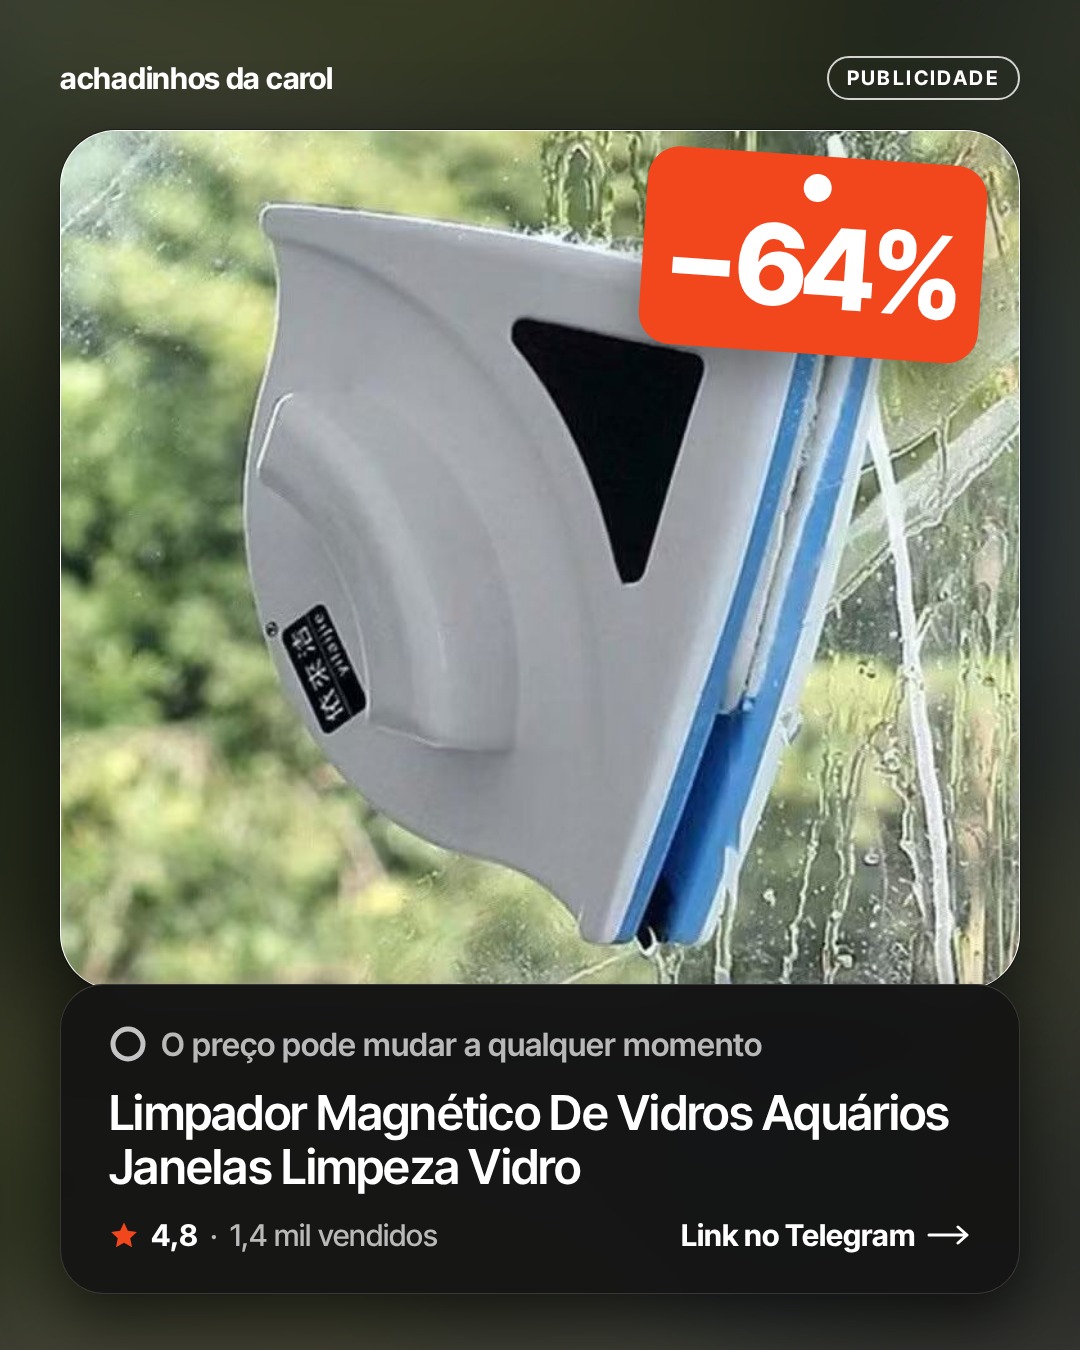 achadinhos da carol
PUBLICIDADE
-64%
O preço pode mudar a qualquer momento
Limpador Magnético De Vidros Aquários
Janelas Limpeza Vidro
4,8 · 1,4 mil vendidos
Link no Telegram →